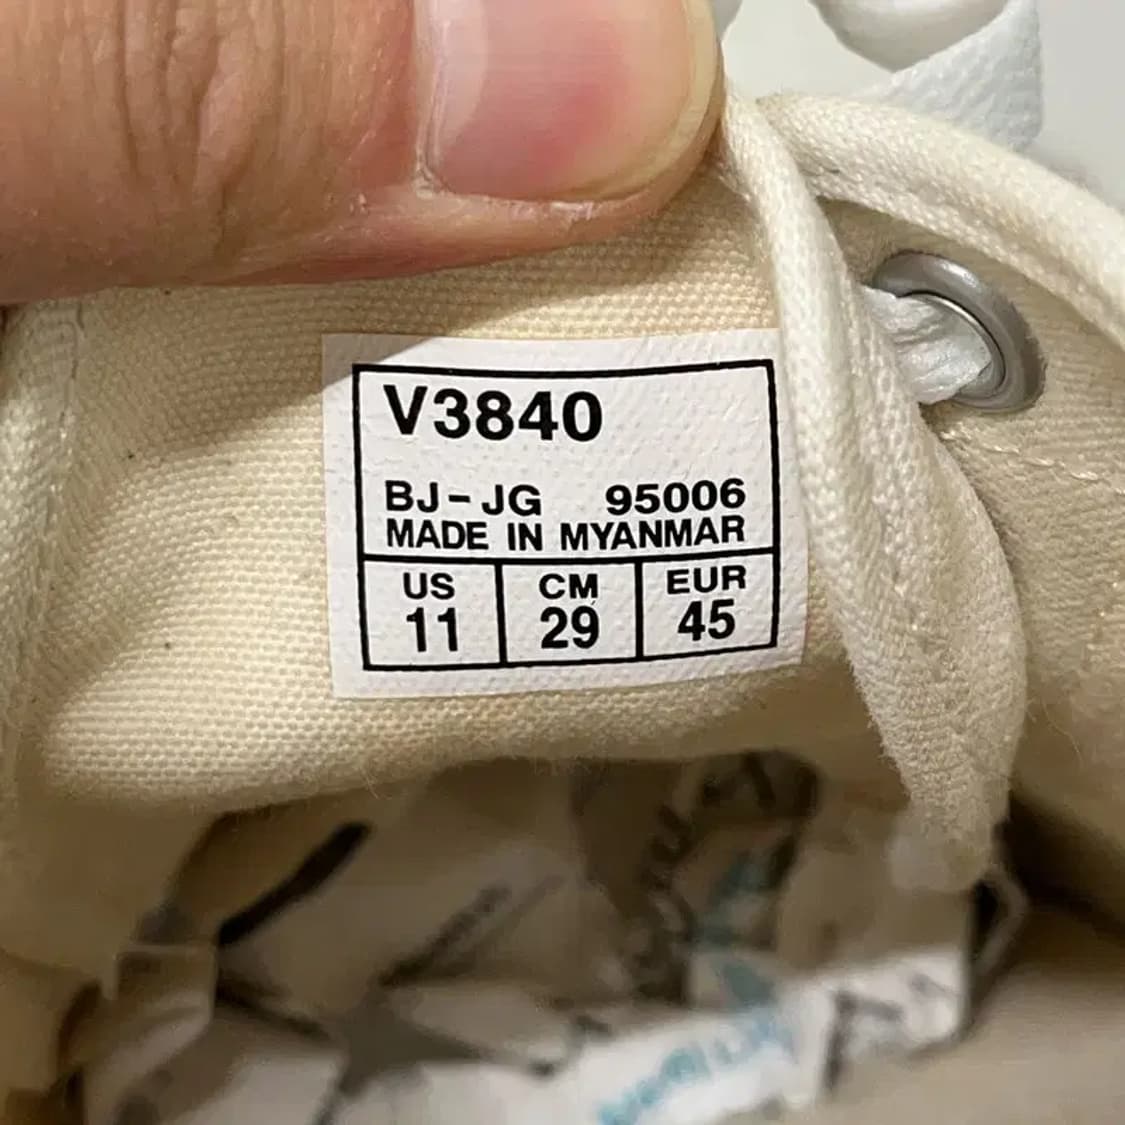 V3840
BJ-JG 95006
MADE IN MYANMAR
US CM EUR
11 29 45